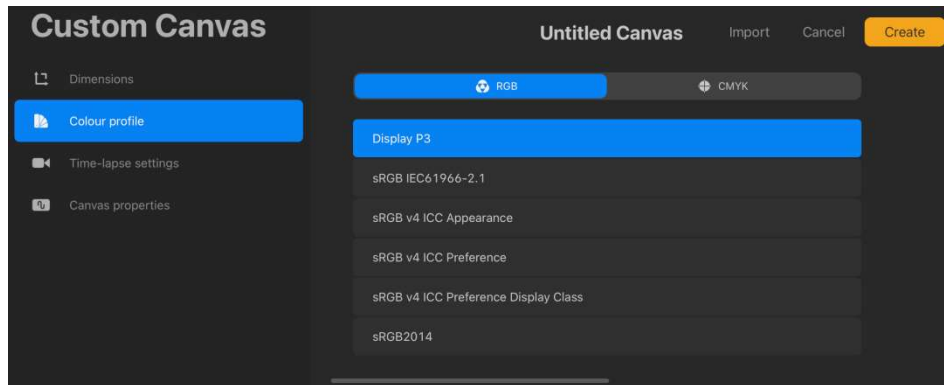 Custom Canvas
Untitled Canvas
Import
Cancel
Create
Dimensions
Colour profile
Time-lapse settings
Canvas properties
RGB
CMYK
Display P3
sRGB IEC61966-2.1
sRGB v4 ICC Appearance
sRGB v4 ICC Preference
sRGB v4 ICC Preference Display Class
sRGB2014